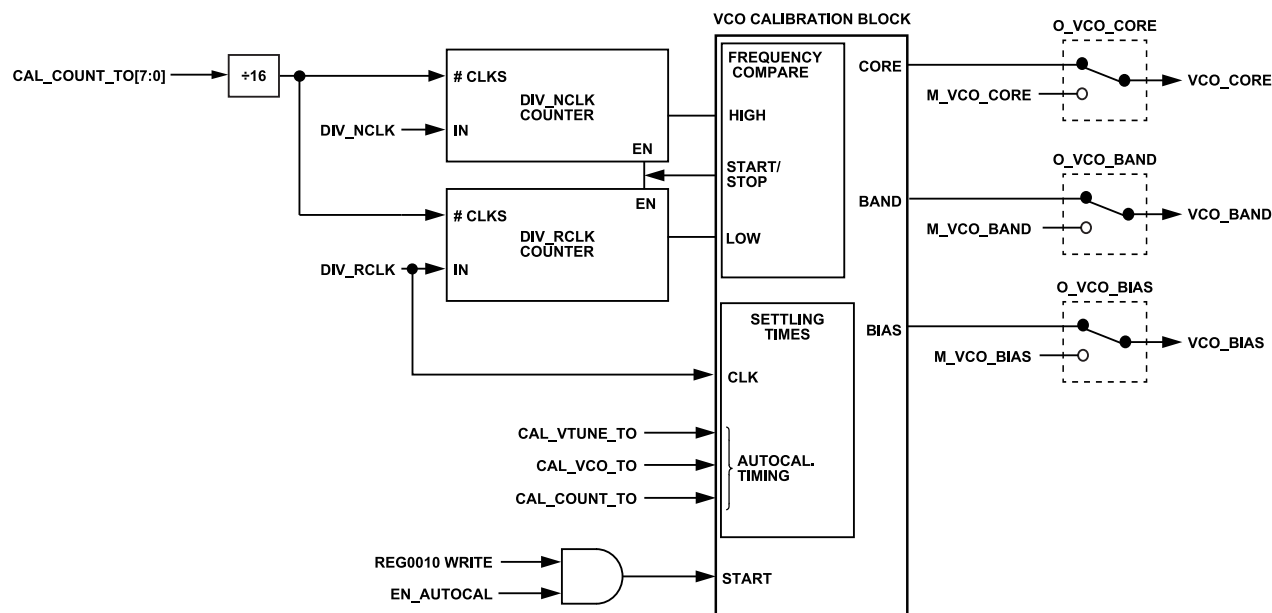 VCO CALIBRATION BLOCK
O_VCO_CORE
CAL_COUNT_TO[7:0]
÷16
# CLKS
DIV_NCLK
COUNTER
DIV_NCLK
IN
EN
FREQUENCY
COMPARE
HIGH
START/
STOP
LOW
CORE
M_VCO_CORE
VCO_CORE
EN
# CLKS
DIV_RCLK
COUNTER
DIV_RCLK
IN
O_VCO_BAND
BAND
M_VCO_BAND
VCO_BAND
O_VCO_BIAS
BIAS
M_VCO_BIAS
VCO_BIAS
SETTLING
TIMES
CLK
CAL_VTUNE_TO
CAL_VCO_TO
CAL_COUNT_TO
AUTOCAL.
TIMING
REG0010 WRITE
EN_AUTOCAL
START